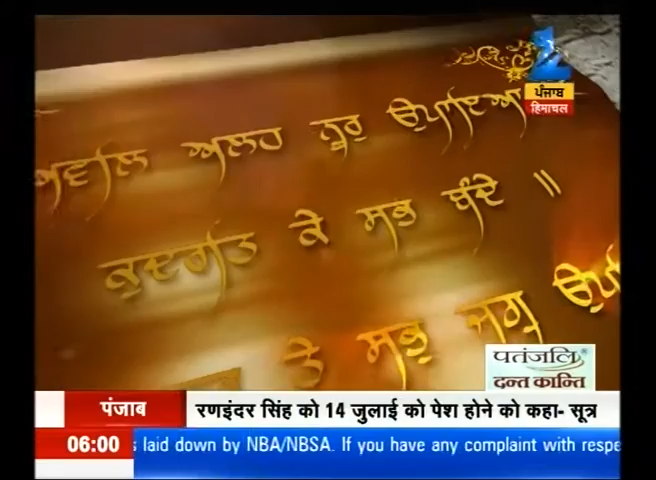 ਪੰਜਾਬ
हिमाचल
ਅਵਲਿ ਅਲਹ ਨੂਰੁ ਉਪਾਇਆ
ਕੁਦਰਤਿ ਕੇ ਸਭ ਬੰਦੇ ॥
ਤੇ ਸਭੁ ਜਗੁ
पतंजलि
दन्त कान्ति
पंजाब
रणइंदर सिंह को 14 जुलाई को पेश होने को कहा- सूत्र
06:00
laid down by NBA/NBSA. If you have any complaint with respe